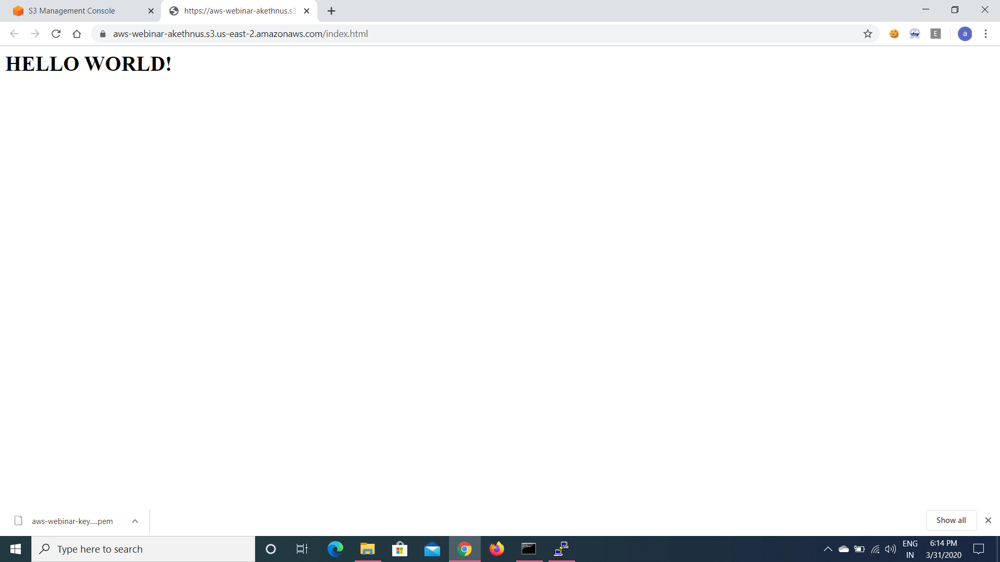 S3 Management Console
https://aws-webinar-akethnus.s3.
aws-webinar-akethnus.s3.us-east-2.amazonaws.com/index.html
E
a
HELLO WORLD!
aws-webinar-key....pem
Show all
Type here to search
ENG
IN
6:14 PM
3/31/2020